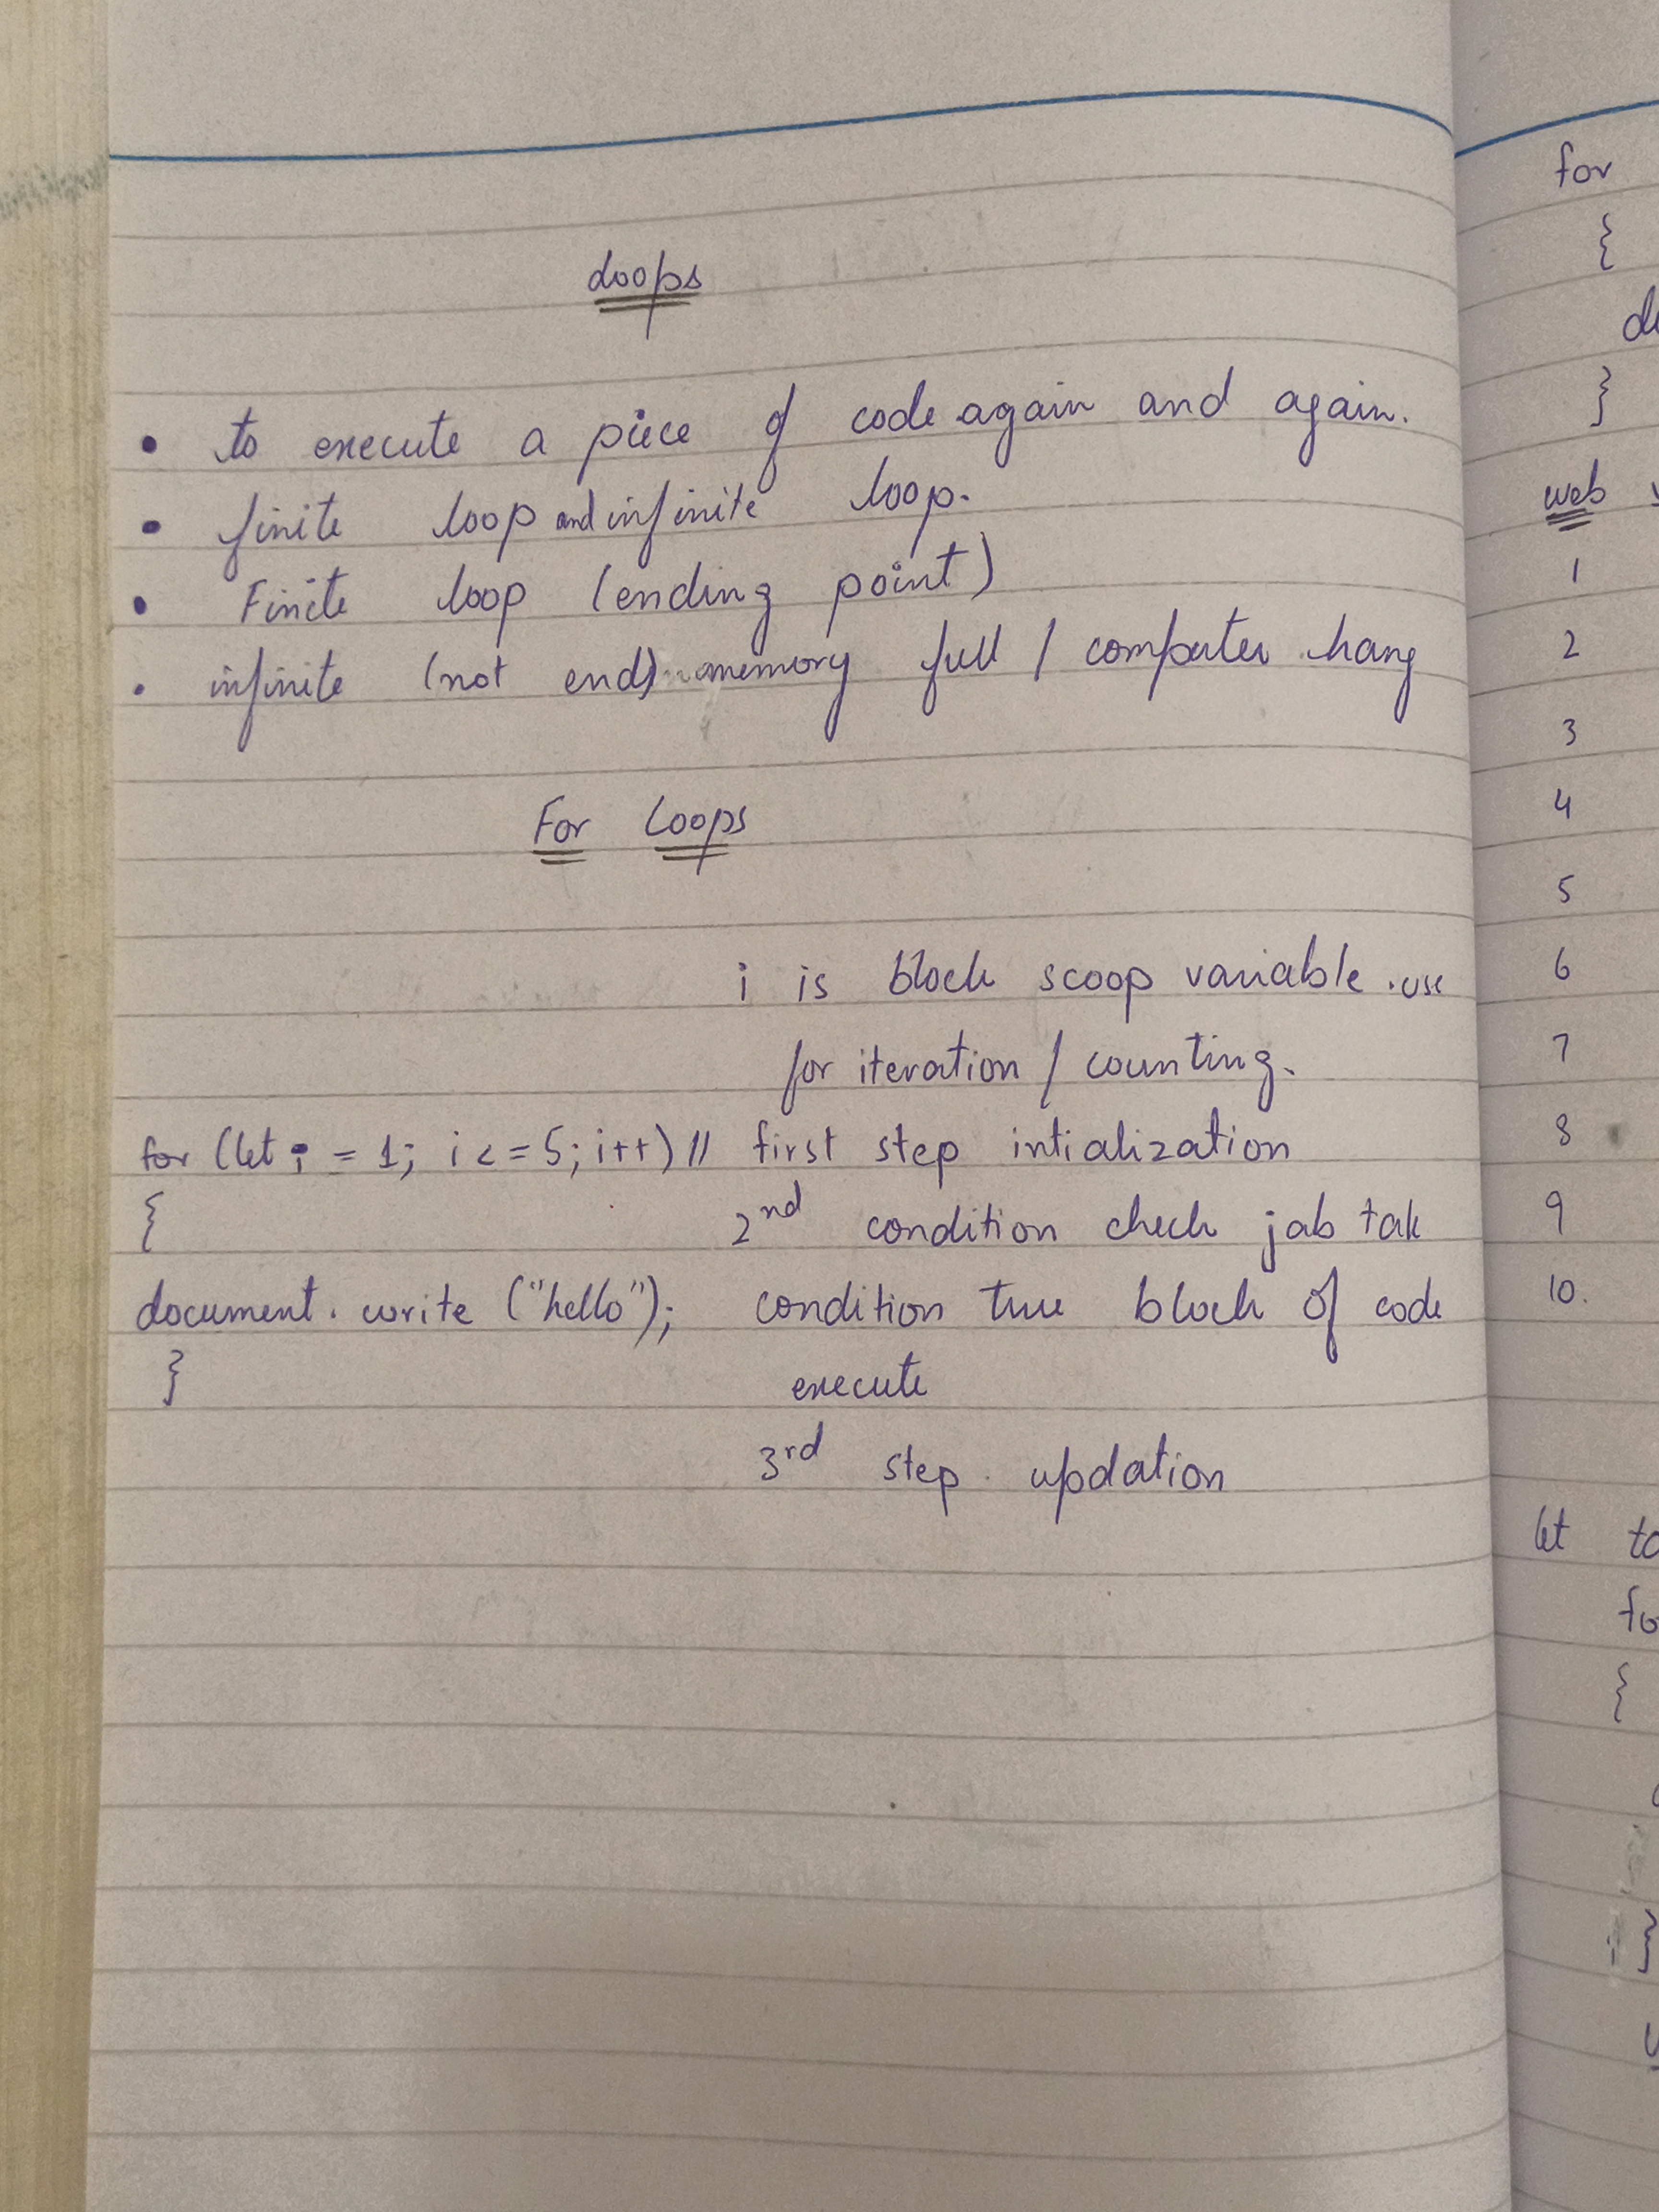 Loops
• to execute a piece of code again and again.
• finite loop and infinite loop.
• Finite loop (ending point)
• infinite (not end) memory full / computer hang
For Loops
i is block scoop variable .use
for iteration / counting.
for (let i = 1; i <= 5; i++) // first step intialization
{ 2nd condition check jab tak
document.write ("hello"); condition true block of code
} execute
3rd step updation
for
{
}
web
1
2
3
4
5
6
7
8
9
10.
let
{
}